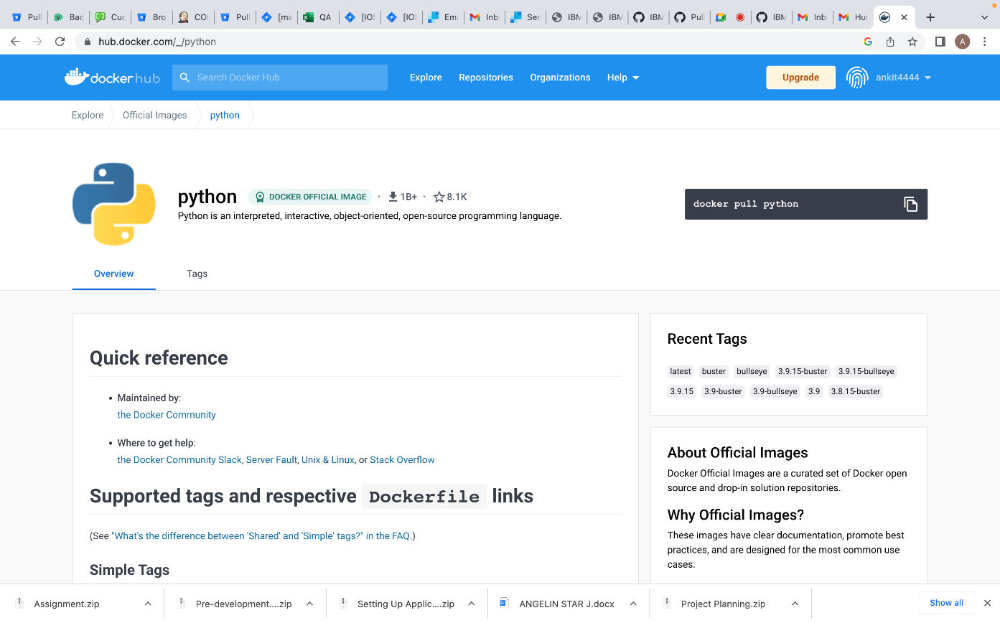 Pull
Bad
Cuc
Bro
COI
Pull
[ma
QA
[IOS
[IOS
Ema
Inbo
Ser
IBM
IBM
IBM
Pull
IBM
Inbo
Hur
hub.docker.com/_/python
A
dockerhub
Search Docker Hub
Explore
Repositories
Organizations
Help
Upgrade
ankit4444
Explore
Official Images
python
python
DOCKER OFFICIAL IMAGE
· 1B+ · 8.1K
Python is an interpreted, interactive, object-oriented, open-source programming language.
docker pull python
Overview
Tags
Quick reference
• Maintained by:
the Docker Community
• Where to get help:
the Docker Community Slack, Server Fault, Unix & Linux, or Stack Overflow
Supported tags and respective Dockerfile links
(See "What's the difference between 'Shared' and 'Simple' tags?" in the FAQ.)
Simple Tags
Recent Tags
latest buster bullseye 3.9.15-buster 3.9.15-bullseye
3.9.15 3.9-buster 3.9-bullseye 3.9 3.8.15-buster
About Official Images
Docker Official Images are a curated set of Docker open
source and drop-in solution repositories.
Why Official Images?
These images have clear documentation, promote best
practices, and are designed for the most common use
cases.
Assignment.zip
Pre-development....zip
Setting Up Applic....zip
ANGELIN STAR J.docx
Project Planning.zip
Show all